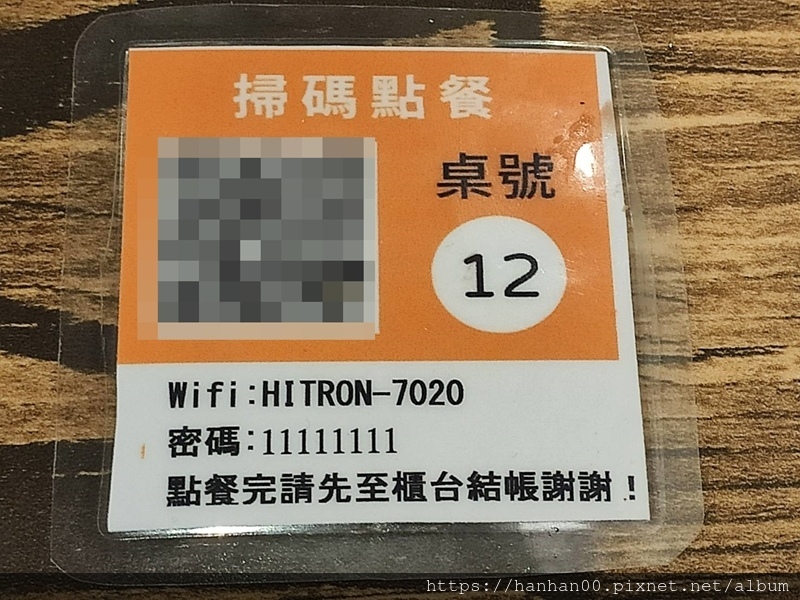 掃碼點餐
桌號
12
Wifi:HITRON-7020
密碼:11111111
點餐完請先至櫃台結帳謝謝!
https://hanhan00.pixnet.net/album